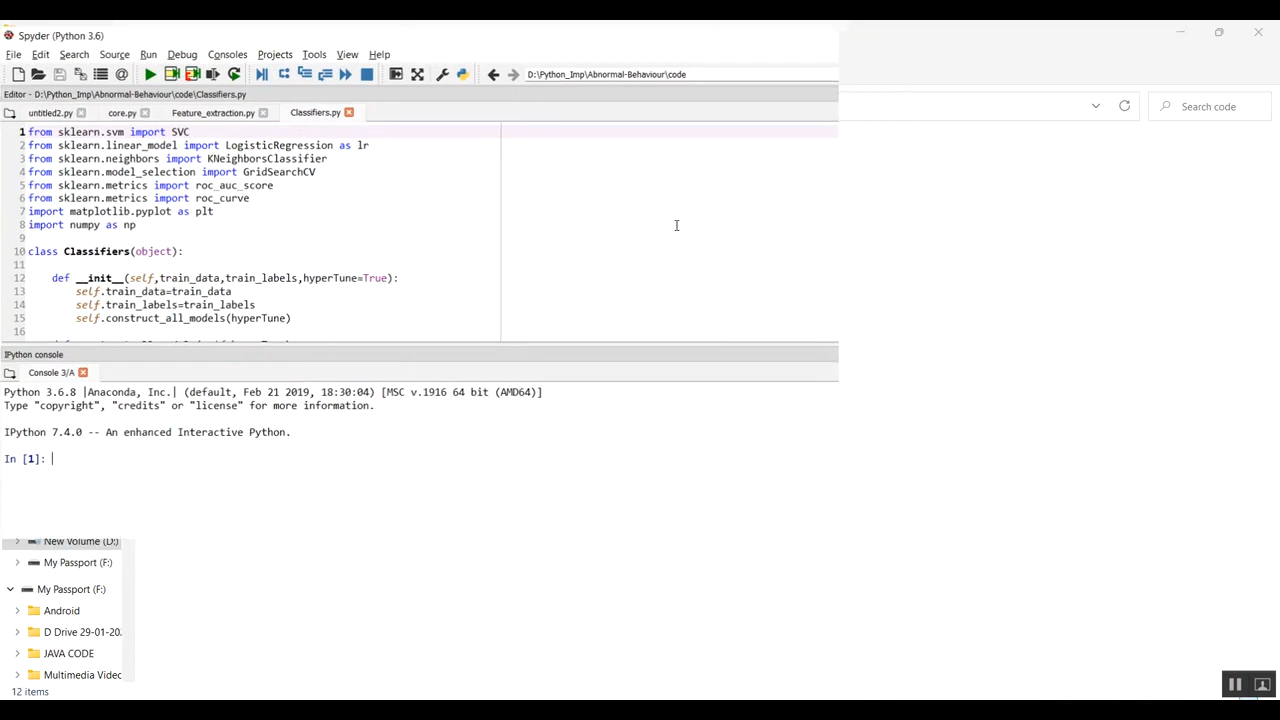 Spyder (Python 3.6)
File Edit Search Source Run Debug Consoles Projects Tools View Help
D:\Python_Imp\Abnormal-Behaviour\code
Editor - D:\Python_Imp\Abnormal-Behaviour\code\Classifiers.py
Search code
untitled2.py core.py Feature_extraction.py Classifiers.py
1 from sklearn.svm import SVC
2 from sklearn.linear_model import LogisticRegression as lr
3 from sklearn.neighbors import KNeighborsClassifier
4 from sklearn.model_selection import GridSearchCV
5 from sklearn.metrics import roc_auc_score
6 from sklearn.metrics import roc_curve
7 import matplotlib.pyplot as plt
8 import numpy as np
9
10 class Classifiers(object):
11
12 def __init__(self,train_data,train_labels,hyperTune=True):
13 self.train_data=train_data
14 self.train_labels=train_labels
15 self.construct_all_models(hyperTune)
16
IPython console
Console 3/A
Python 3.6.8 |Anaconda, Inc.| (default, Feb 21 2019, 18:30:04) [MSC v.1916 64 bit (AMD64)]
Type "copyright", "credits" or "license" for more information.
IPython 7.4.0 -- An enhanced Interactive Python.
In [1]:
New Volume (D:)
My Passport (F:)
My Passport (F:)
Android
D Drive 29-01-20
JAVA CODE
Multimedia Videc
12 items